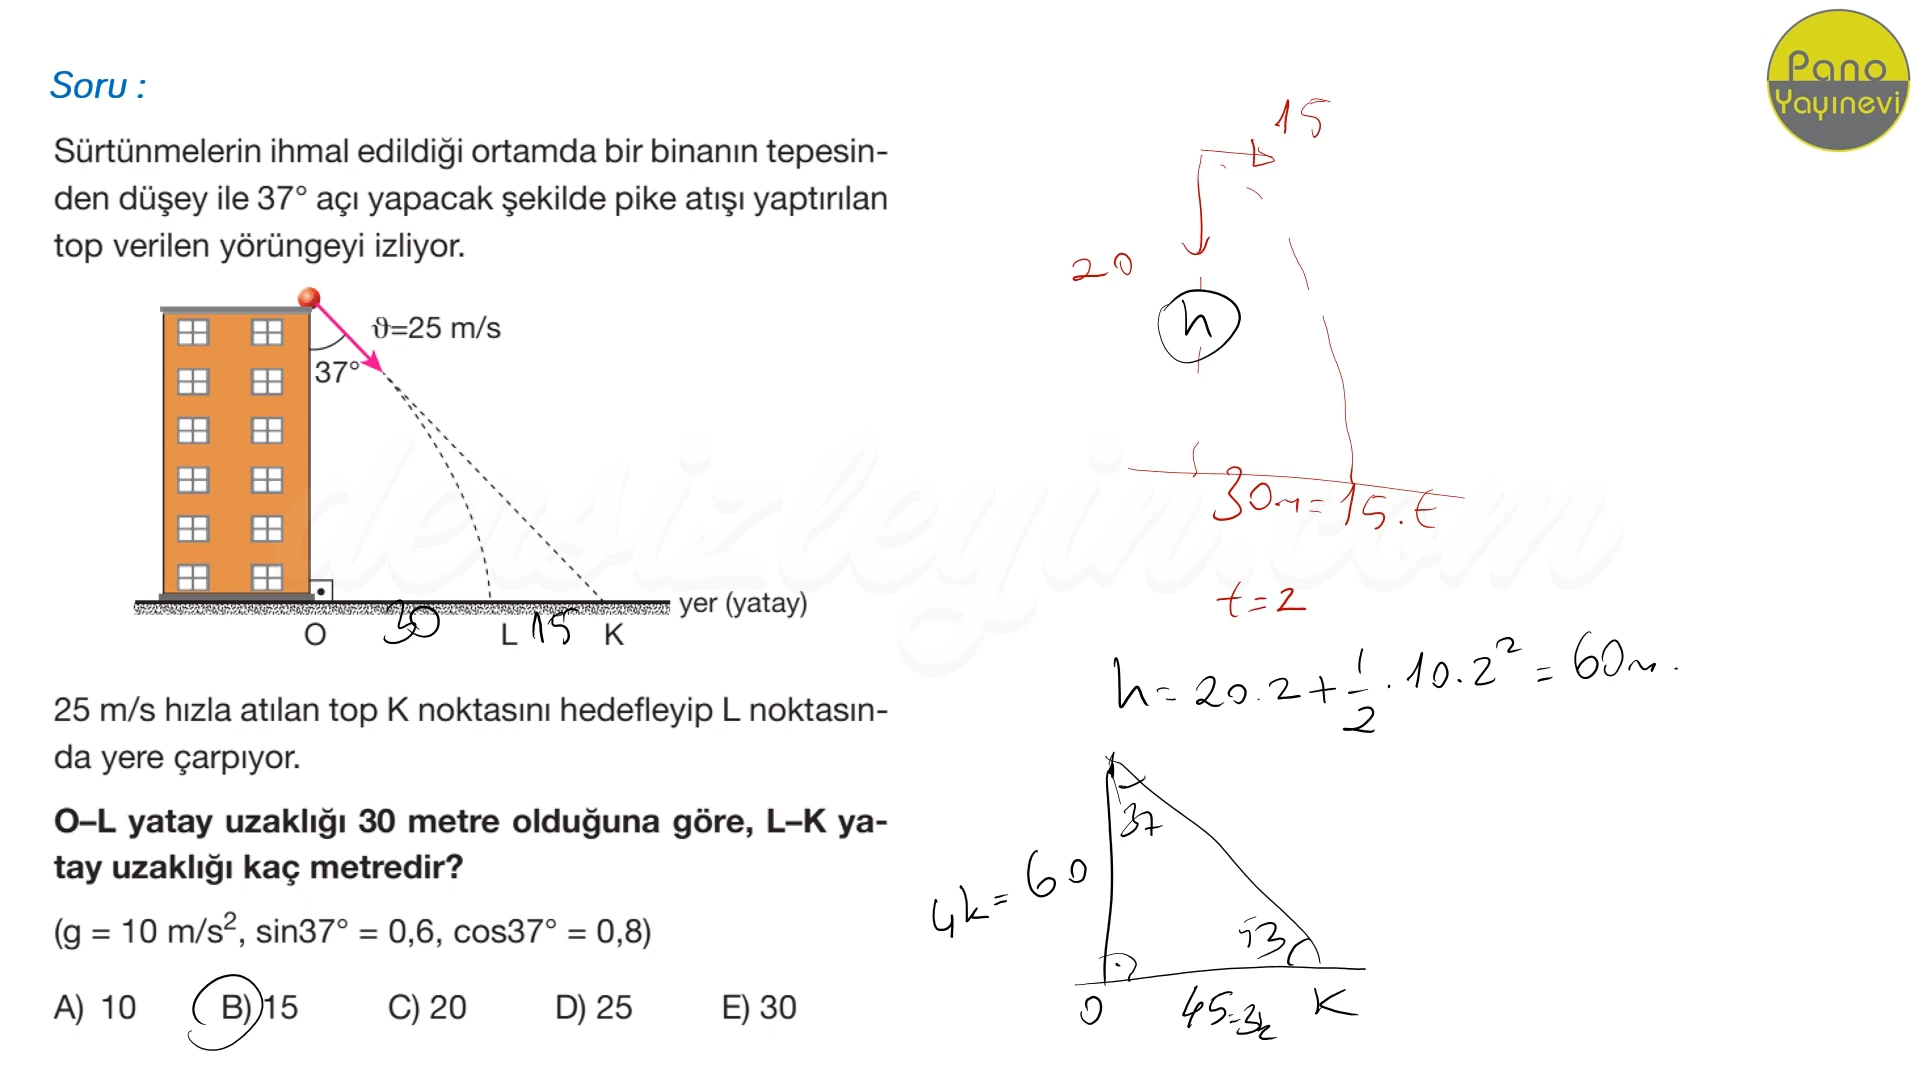 Soru :
Pano
Yayınevi
Sürtünmelerin ihmal edildiği ortamda bir binanın tepesin-
den düşey ile 37° açı yapacak şekilde pike atışı yaptırılan
top verilen yörüngeyi izliyor.
ϑ=25 m/s
37°
yer (yatay)
O 30 L 15 K
25 m/s hızla atılan top K noktasını hedefleyip L noktasın-
da yere çarpıyor.
O–L yatay uzaklığı 30 metre olduğuna göre, L–K ya-
tay uzaklığı kaç metredir?
(g = 10 m/s², sin37° = 0,6, cos37° = 0,8)
A) 10 B) 15 C) 20 D) 25 E) 30
15
20
h
30m = 15.t
t = 2
h = 20.2 + 1/2 . 10.2² = 60m.
37
4k = 60
53
O 45=3k K
dersizleyin.com